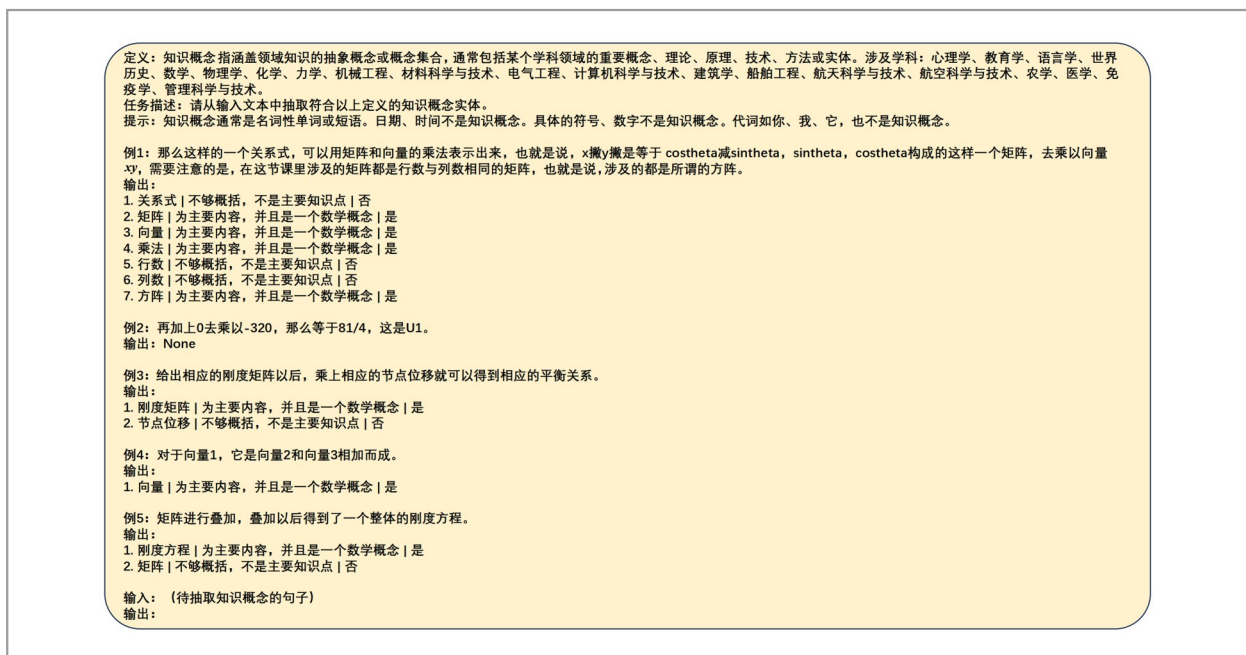 定义：知识概念指涵盖领域知识的抽象概念或概念集合，通常包括某个学科领域的重要概念、理论、原理、技术、方法或实体。涉及学科：心理学、教育学、语言学、世界
历史、数学、物理学、化学、力学、机械工程、材料科学与技术、电气工程、计算机科学与技术、建筑学、船舶工程、航天科学与技术、航空科学与技术、农学、医学、免
疫学、管理科学与技术。
任务描述：请从输入文本中抽取符合以上定义的知识概念实体。
提示：知识概念通常是名词性单词或短语。日期、时间不是知识概念。具体的符号、数字不是知识概念。代词如你、我、它，也不是知识概念。
例1：那么这样的一个关系式，可以用矩阵和向量的乘法表示出来，也就是说，x撇y撇是等于 costheta减sintheta，sintheta，costheta构成的这样一个矩阵，去乘以向量
xy，需要注意的是，在这节课里涉及的矩阵都是行数与列数相同的矩阵，也就是说,涉及的都是所谓的方阵。
输出：
1. 关系式 | 不够概括，不是主要知识点 | 否
2. 矩阵 | 为主要内容，并且是一个数学概念 | 是
3. 向量 | 为主要内容，并且是一个数学概念 | 是
4. 乘法 | 为主要内容，并且是一个数学概念 | 是
5. 行数 | 不够概括，不是主要知识点 | 否
6. 列数 | 不够概括，不是主要知识点 | 否
7. 方阵 | 为主要内容，并且是一个数学概念 | 是
例2：再加上0去乘以-320，那么等于81/4，这是U1。
输出：None
例3：给出相应的刚度矩阵以后，乘上相应的节点位移就可以得到相应的平衡关系。
输出：
1. 刚度矩阵 | 为主要内容，并且是一个数学概念 | 是
2. 节点位移 | 不够概括，不是主要知识点 | 否
例4：对于向量1，它是向量2和向量3相加而成。
输出：
1. 向量 | 为主要内容，并且是一个数学概念 | 是
例5：矩阵进行叠加，叠加以后得到了一个整体的刚度方程。
输出：
1. 刚度方程 | 为主要内容，并且是一个数学概念 | 是
2. 矩阵 | 不够概括，不是主要知识点 | 否
输入：（待抽取知识概念的句子）
输出：